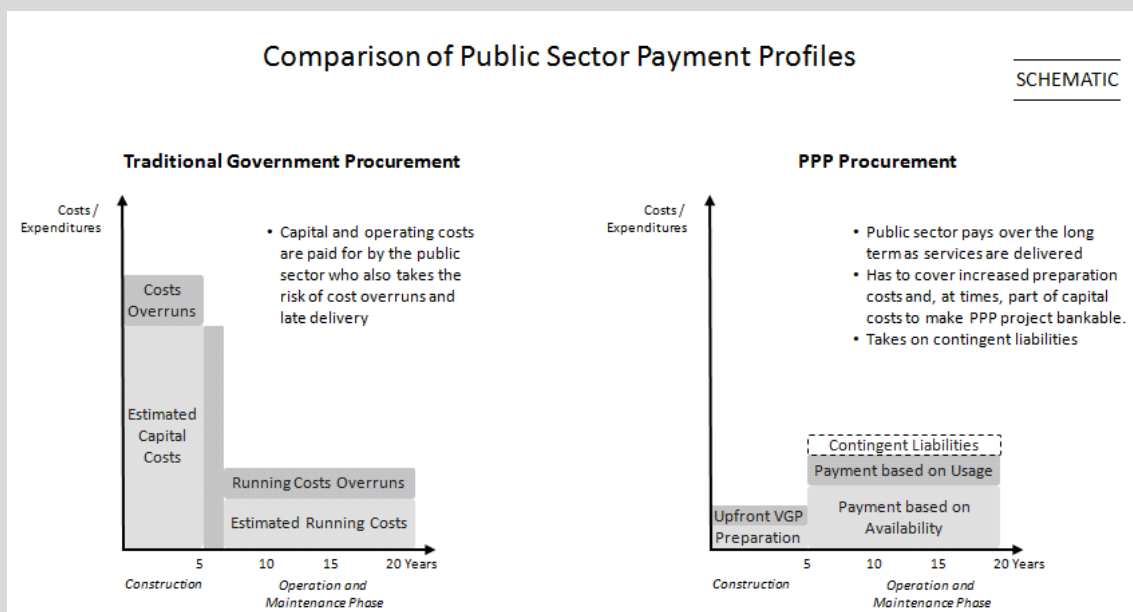 Comparison of Public Sector Payment Profiles
SCHEMATIC
Traditional Government Procurement
Costs /
Expenditures
• Capital and operating costs
are paid for by the public
sector who also takes the
risk of cost overruns and
late delivery
Costs
Overruns
Estimated
Capital
Costs
Running Costs Overruns
Estimated Running Costs
5
10
15
20 Years
Construction
Operation and
Maintenance Phase
PPP Procurement
Costs /
Expenditures
• Public sector pays over the long
term as services are delivered
• Has to cover increased preparation
costs and, at times, part of capital
costs to make PPP project bankable.
• Takes on contingent liabilities
Contingent Liabilities
Payment based on Usage
Payment based on
Availability
Upfront VGP
Preparation
5
10
15
20 Years
Construction
Operation and
Maintenance Phase